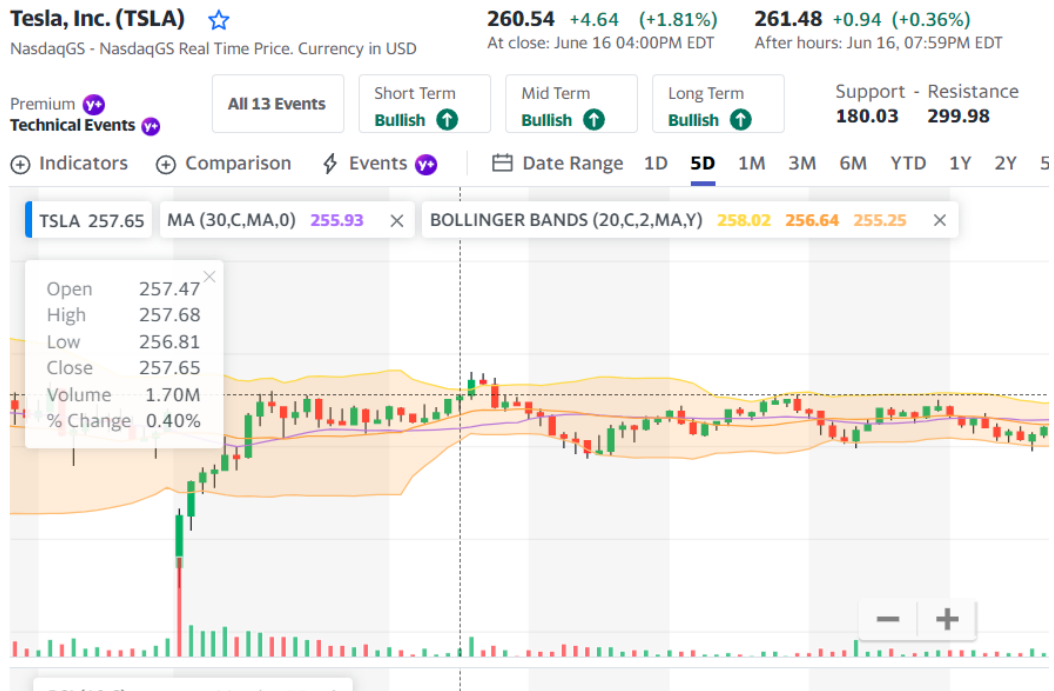 Tesla, Inc. (TSLA)
NasdaqGS - NasdaqGS Real Time Price. Currency in USD
260.54 +4.64 (+1.81%)
At close: June 16 04:00PM EDT
261.48 +0.94 (+0.36%)
After hours: Jun 16, 07:59PM EDT
Premium y+
Technical Events y+
All 13 Events
Short Term
Bullish
Mid Term
Bullish
Long Term
Bullish
Support - Resistance
180.03 299.98
Indicators Comparison Events y+ Date Range 1D 5D 1M 3M 6M YTD 1Y 2Y 5
TSLA 257.65
MA (30,C,MA,0) 255.93
BOLLINGER BANDS (20,C,2,MA,Y) 258.02 256.64 255.25
Open 257.47
High 257.68
Low 256.81
Close 257.65
Volume 1.70M
% Change 0.40%